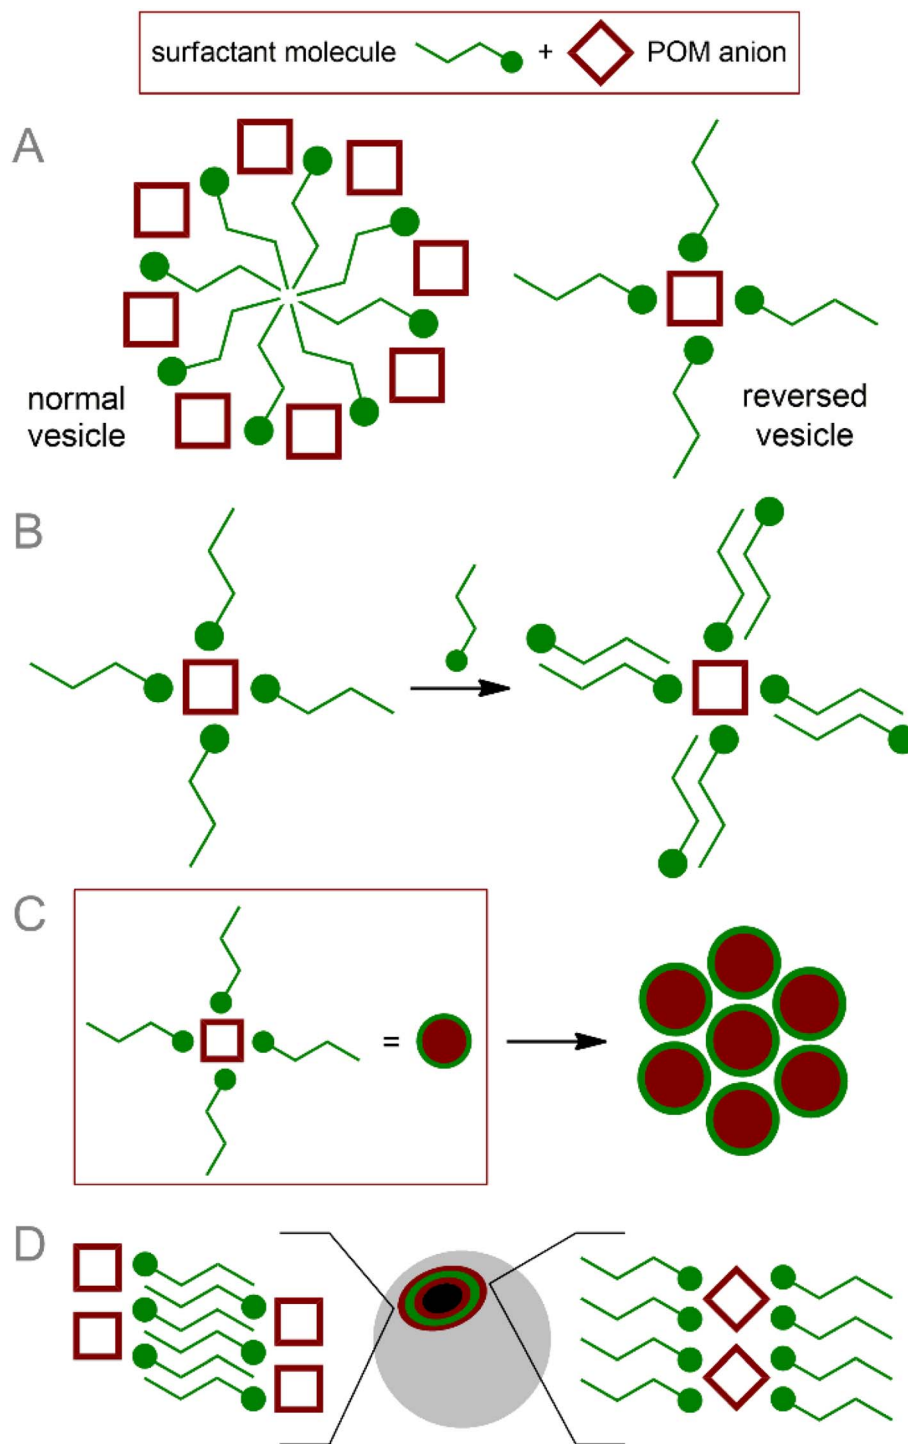 surfactant molecule + POM anion
A
normal
vesicle
reversed
vesicle
B
C
=
D